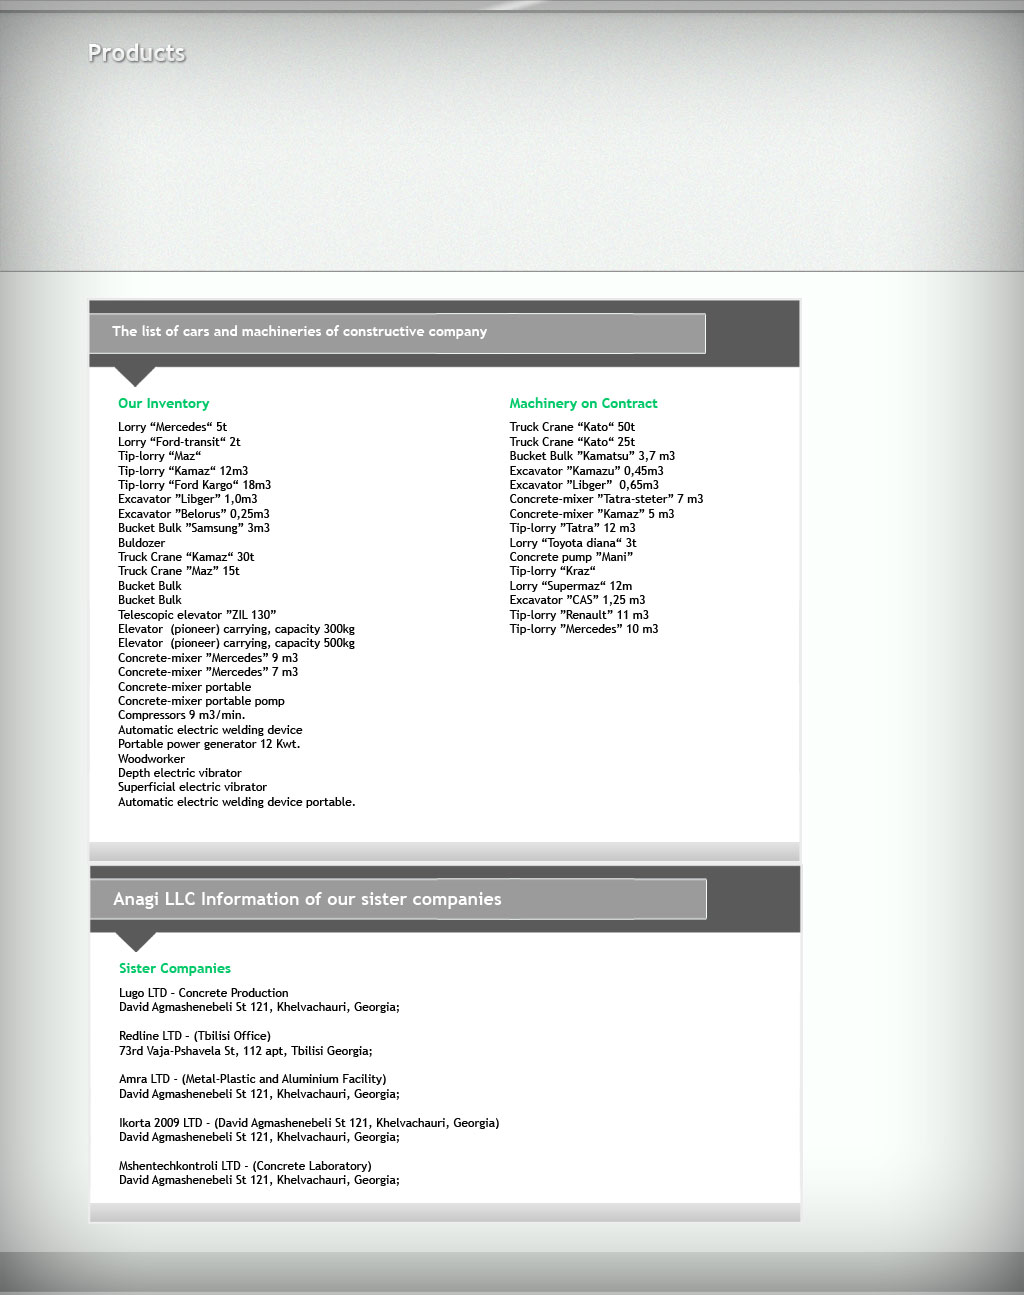 Products
The list of cars and machineries of constructive company
Our Inventory
Lorry “Mercedes“ 5t
Lorry “Ford-transit“ 2t
Tip-lorry “Maz“
Tip-lorry “Kamaz“ 12m3
Tip-lorry “Ford Kargo“ 18m3
Excavator ”Libger” 1,0m3
Excavator ”Belorus” 0,25m3
Bucket Bulk ”Samsung” 3m3
Buldozer
Truck Crane “Kamaz“ 30t
Truck Crane ”Maz” 15t
Bucket Bulk
Bucket Bulk
Telescopic elevator ”ZIL 130”
Elevator  (pioneer) carrying, capacity 300kg
Elevator  (pioneer) carrying, capacity 500kg
Concrete-mixer ”Mercedes” 9 m3
Concrete-mixer ”Mercedes” 7 m3
Concrete-mixer portable
Concrete-mixer portable pomp
Compressors 9 m3/min.
Automatic electric welding device
Portable power generator 12 Kwt.
Woodworker
Depth electric vibrator
Superficial electric vibrator
Automatic electric welding device portable.
Machinery on Contract
Truck Crane “Kato“ 50t
Truck Crane “Kato“ 25t
Bucket Bulk ”Kamatsu” 3,7 m3
Excavator ”Kamazu” 0,45m3
Excavator ”Libger”  0,65m3
Concrete-mixer ”Tatra-steter” 7 m3
Concrete-mixer ”Kamaz” 5 m3
Tip-lorry ”Tatra” 12 m3
Lorry “Toyota diana“ 3t
Concrete pump ”Mani”
Tip-lorry “Kraz“
Lorry “Supermaz“ 12m
Excavator ”CAS” 1,25 m3
Tip-lorry ”Renault” 11 m3
Tip-lorry ”Mercedes” 10 m3
Anagi LLC Information of our sister companies
Sister Companies
Lugo LTD – Concrete Production
David Agmashenebeli St 121, Khelvachauri, Georgia;
Redline LTD – (Tbilisi Office)
73rd Vaja-Pshavela St, 112 apt, Tbilisi Georgia;
Amra LTD - (Metal-Plastic and Aluminium Facility)
David Agmashenebeli St 121, Khelvachauri, Georgia;
Ikorta 2009 LTD - (David Agmashenebeli St 121, Khelvachauri, Georgia)
David Agmashenebeli St 121, Khelvachauri, Georgia;
Mshentechkontroli LTD - (Concrete Laboratory)
David Agmashenebeli St 121, Khelvachauri, Georgia;